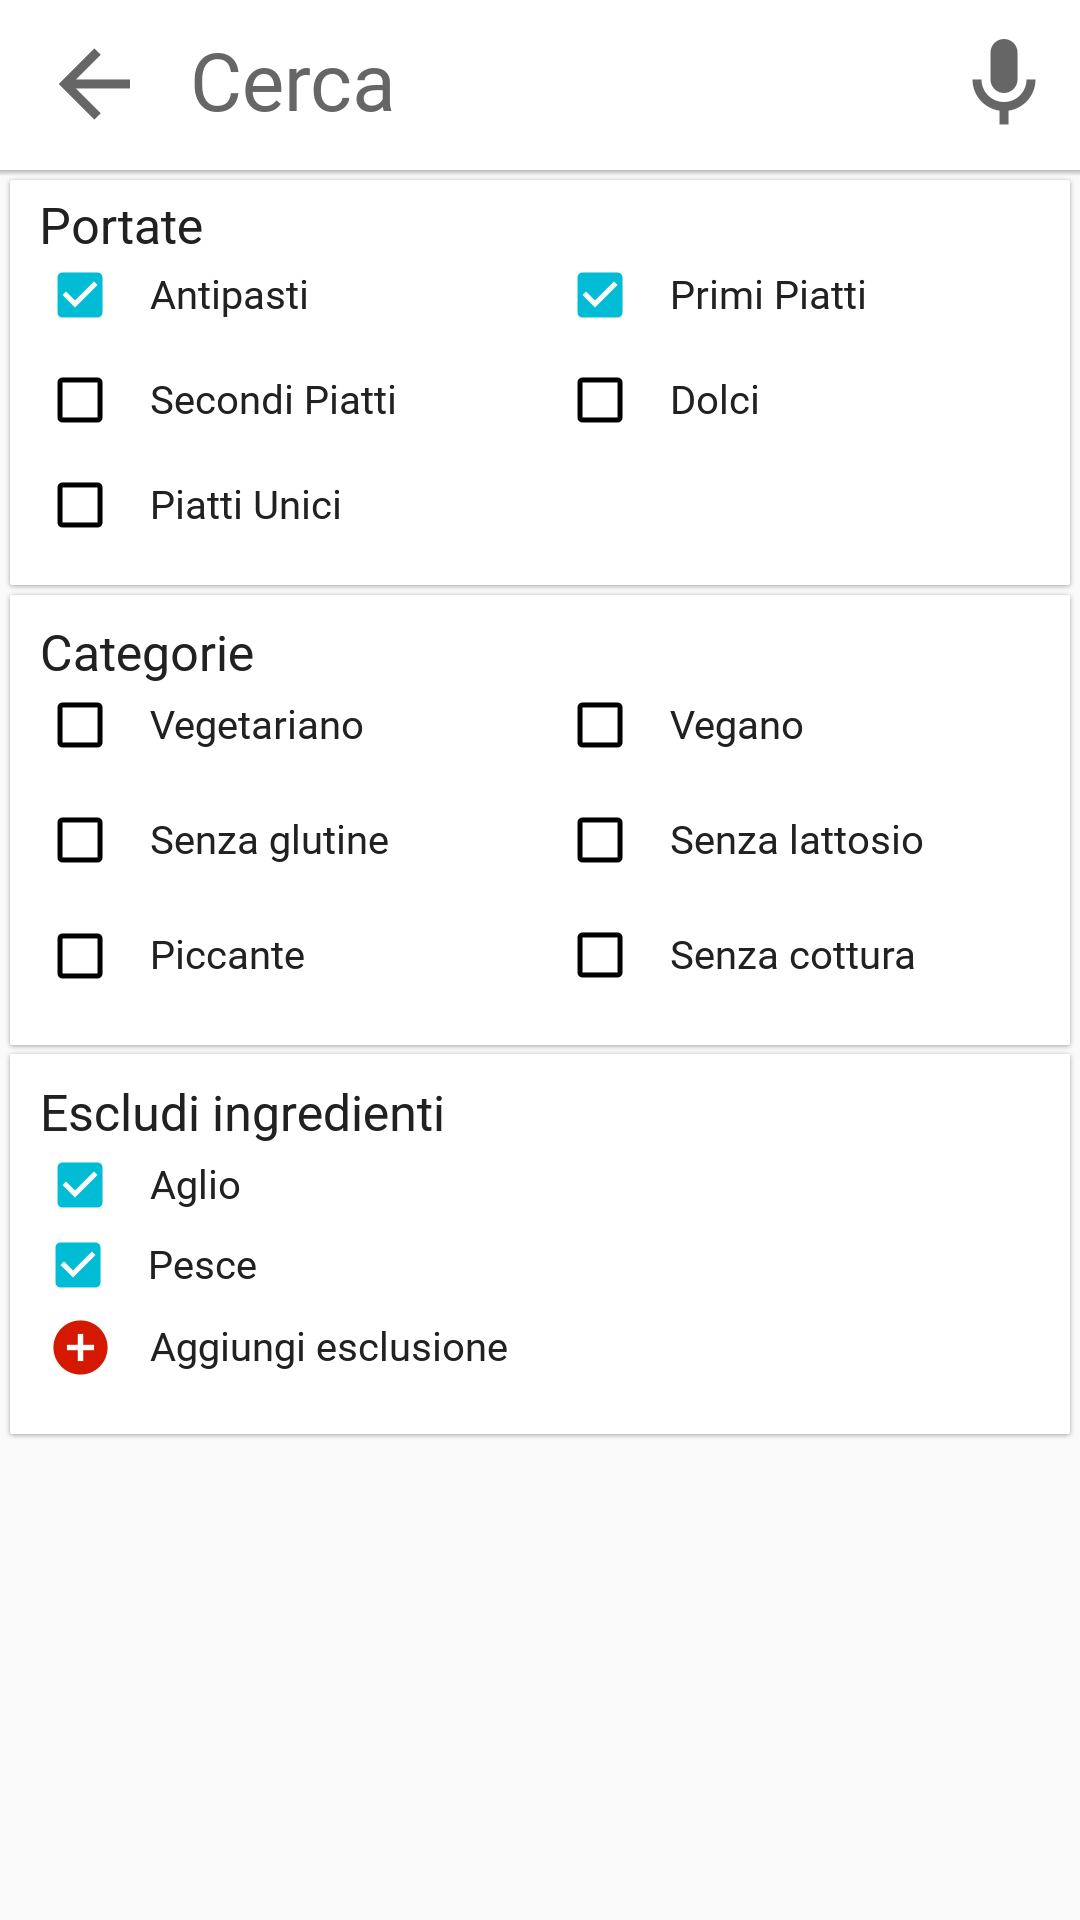 Cerca
Portate
Antipasti
Primi Piatti
Secondi Piatti
Dolci
Piatti Unici
Categorie
Vegetariano
Vegano
Senza glutine
Senza lattosio
Piccante
Senza cottura
Escludi ingredienti
Aglio
Pesce
Aggiungi esclusione